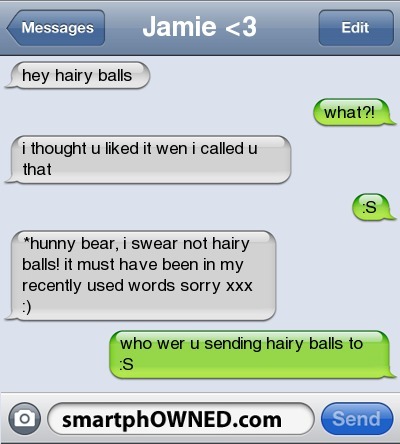 Messages
Jamie <3
Edit
hey hairy balls
what?!
i thought u liked it wen i called u
that
:S
*hunny bear, i swear not hairy
balls! it must have been in my
recently used words sorry xxx
:)
who wer u sending hairy balls to
:S
smartphOWNED.com
Send